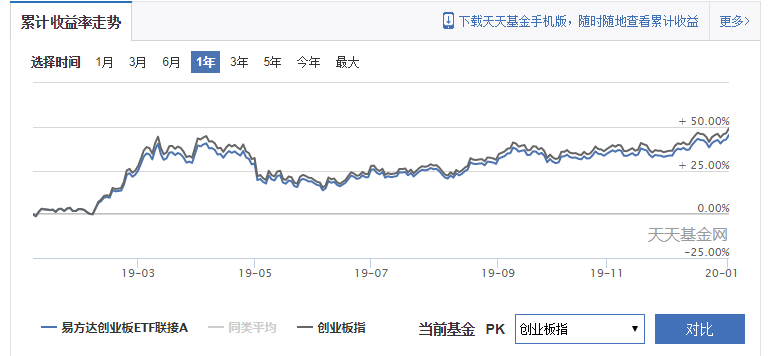 累计收益率走势
下载天天基金手机版，随时随地查看累计收益 更多>
选择时间 1月 3月 6月 1年 3年 5年 今年 最大
+ 50.00%
+ 25.00%
0.00%
天天基金网
-25.00%
19-03 19-05 19-07 19-09 19-11 20-01
易方达创业板ETF联接A 同类平均 创业板指 当前基金 PK 创业板指 对比